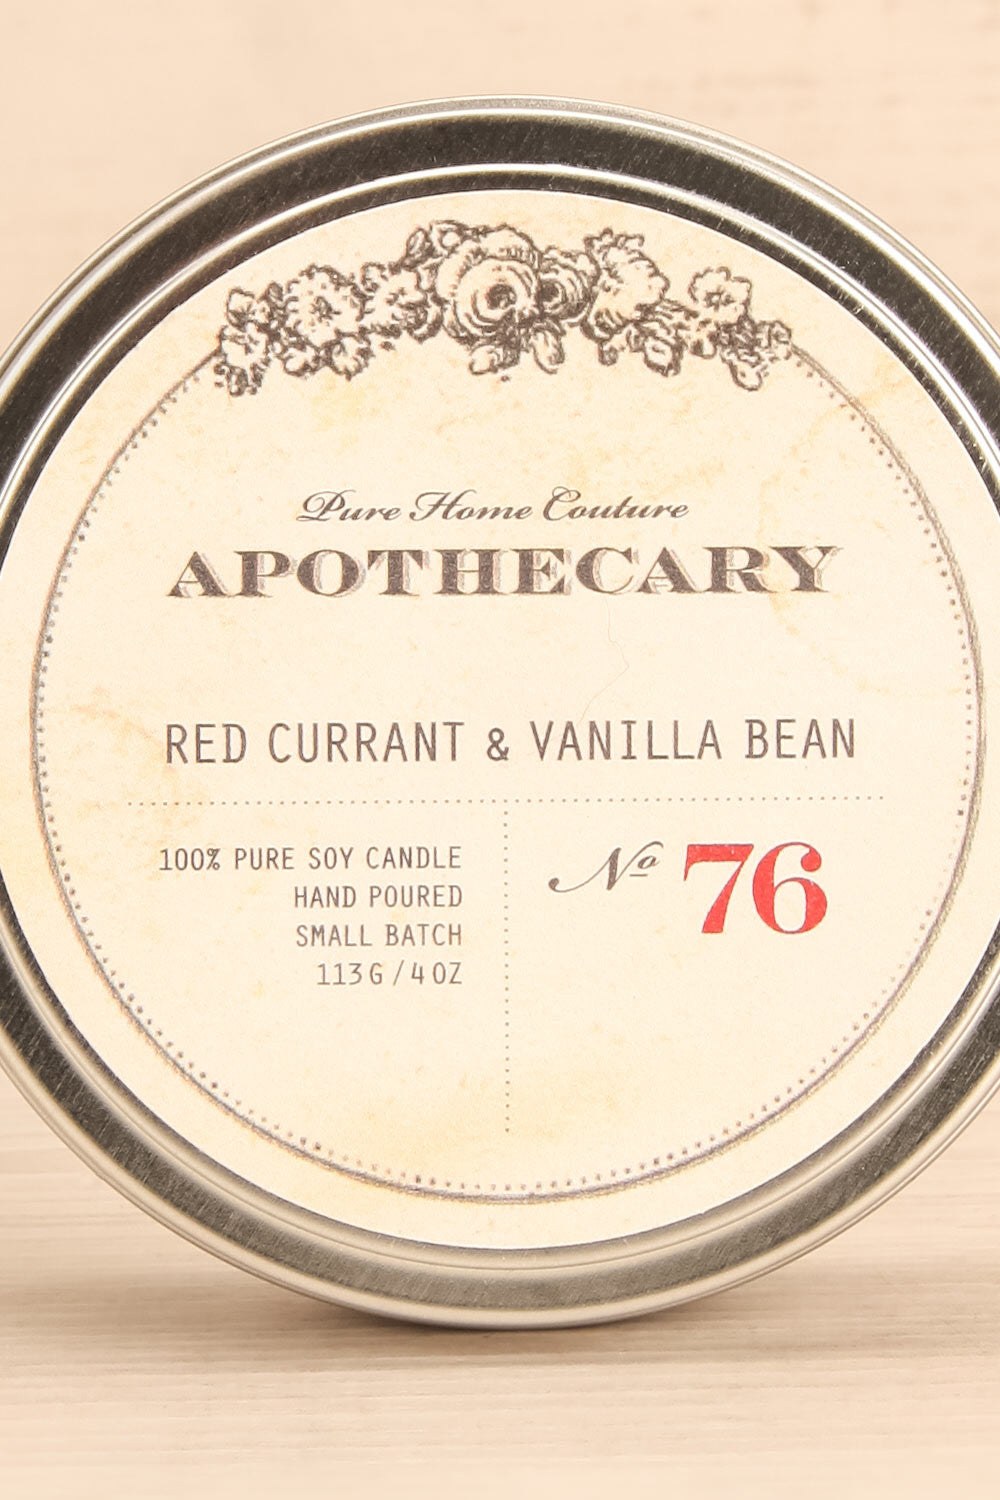 Pure Home Couture
APOTHECARY
RED CURRANT & VANILLA BEAN
100% PURE SOY CANDLE
HAND POURED
SMALL BATCH
113G/4OZ
No 76